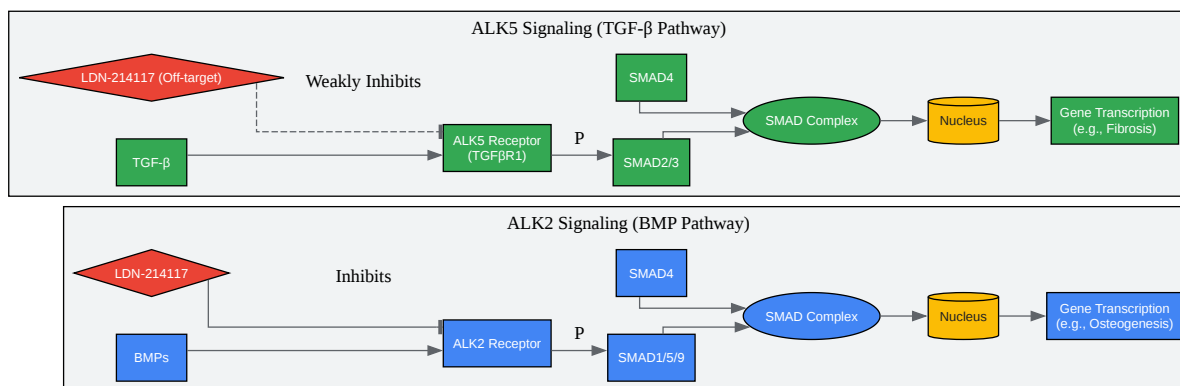 ALK5 Signaling (TGF-β Pathway)
LDN-214117 (Off-target)
Weakly Inhibits
SMAD4
TGF-β
ALK5 Receptor
(TGFβR1)
P
SMAD2/3
SMAD Complex
Nucleus
Gene Transcription
(e.g., Fibrosis)
ALK2 Signaling (BMP Pathway)
LDN-214117
Inhibits
SMAD4
BMPs
ALK2 Receptor
P
SMAD1/5/9
SMAD Complex
Nucleus
Gene Transcription
(e.g., Osteogenesis)